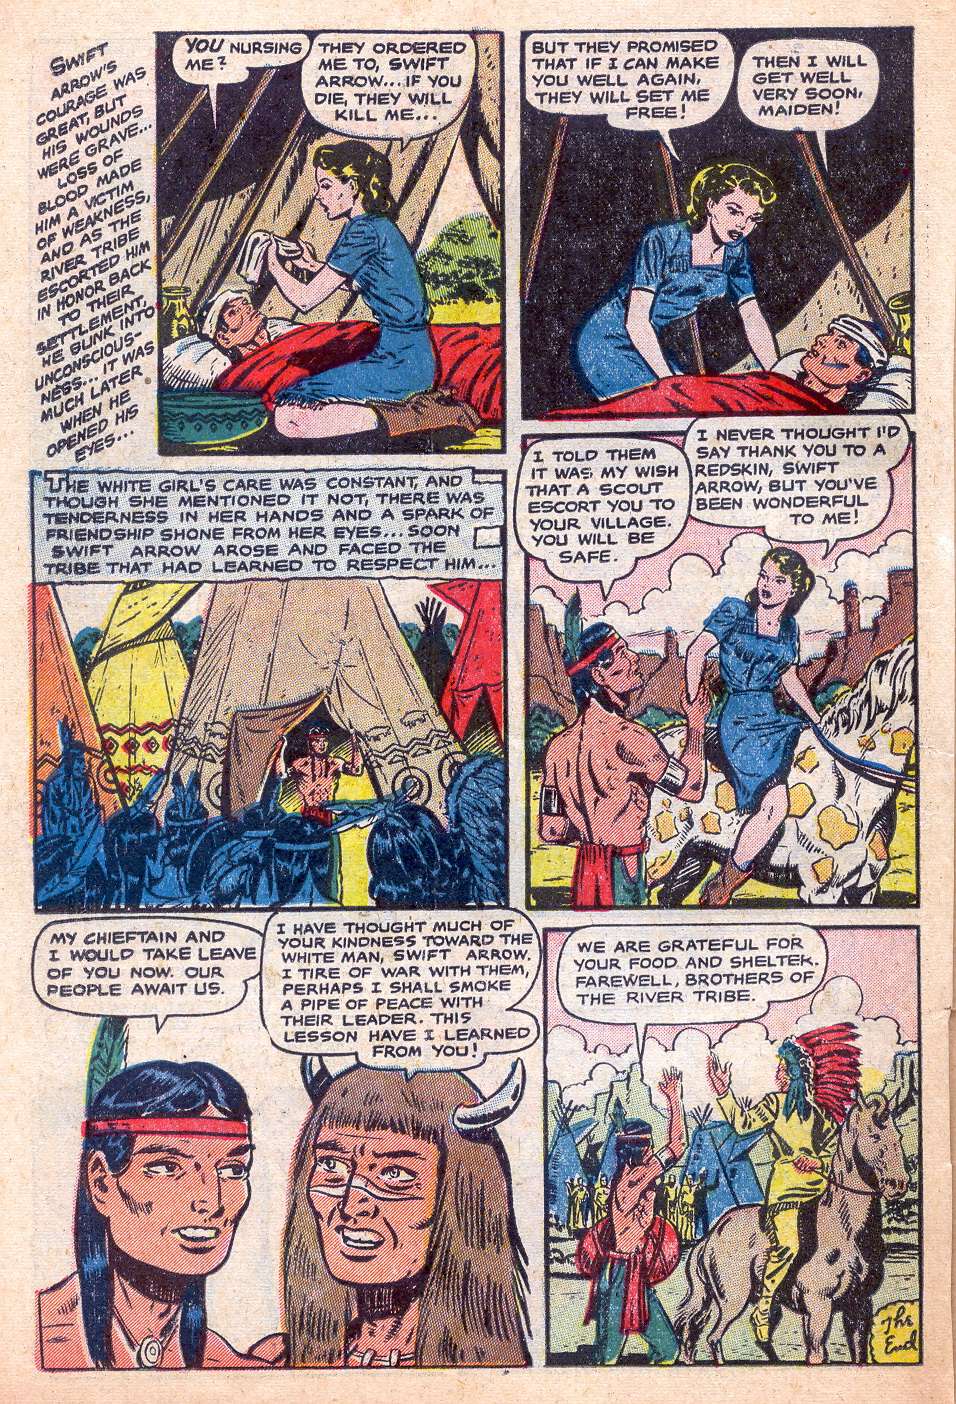 SWIFT
ARROW'S
COURAGE WAS
GREAT, BUT
HIS WOUNDS
WERE GRAVE...
LOSS OF
BLOOD MADE
HIM A VICTIM
OF WEAKNESS,
AND AS THE
RIVER TRIBE
ESCORTED HIM
IN HONOR BACK
TO THEIR
SETTLEMENT,
HE SUNK INTO
UNCONSCIOUS-
NESS... IT WAS
MUCH LATER
WHEN HE
OPENED HIS
EYES...
YOU NURSING
ME?
THEY ORDERED
ME TO, SWIFT
ARROW... IF YOU
DIE, THEY WILL
KILL ME...
BUT THEY PROMISED
THAT IF I CAN MAKE
YOU WELL AGAIN,
THEY WILL SET ME
FREE!
THEN I WILL
GET WELL
VERY SOON,
MAIDEN!
THE WHITE GIRL'S CARE WAS CONSTANT, AND
THOUGH SHE MENTIONED IT NOT, THERE WAS
TENDERNESS IN HER HANDS AND A SPARK OF
FRIENDSHIP SHONE FROM HER EYES... SOON
SWIFT ARROW AROSE AND FACED THE
TRIBE THAT HAD LEARNED TO RESPECT HIM...
I TOLD THEM
IT WAS MY WISH
THAT A SCOUT
ESCORT YOU TO
YOUR VILLAGE.
YOU WILL BE
SAFE.
I NEVER THOUGHT I'D
SAY THANK YOU TO A
REDSKIN, SWIFT
ARROW, BUT YOU'VE
BEEN WONDERFUL
TO ME!
MY CHIEFTAIN AND
I WOULD TAKE LEAVE
OF YOU NOW. OUR
PEOPLE AWAIT US.
I HAVE THOUGHT MUCH OF
YOUR KINDNESS TOWARD THE
WHITE MAN, SWIFT ARROW.
I TIRE OF WAR WITH THEM,
PERHAPS I SHALL SMOKE
A PIPE OF PEACE WITH
THEIR LEADER. THIS
LESSON HAVE I LEARNED
FROM YOU!
WE ARE GRATEFUL FOR
YOUR FOOD AND SHELTER.
FAREWELL, BROTHERS OF
THE RIVER TRIBE.
The
End